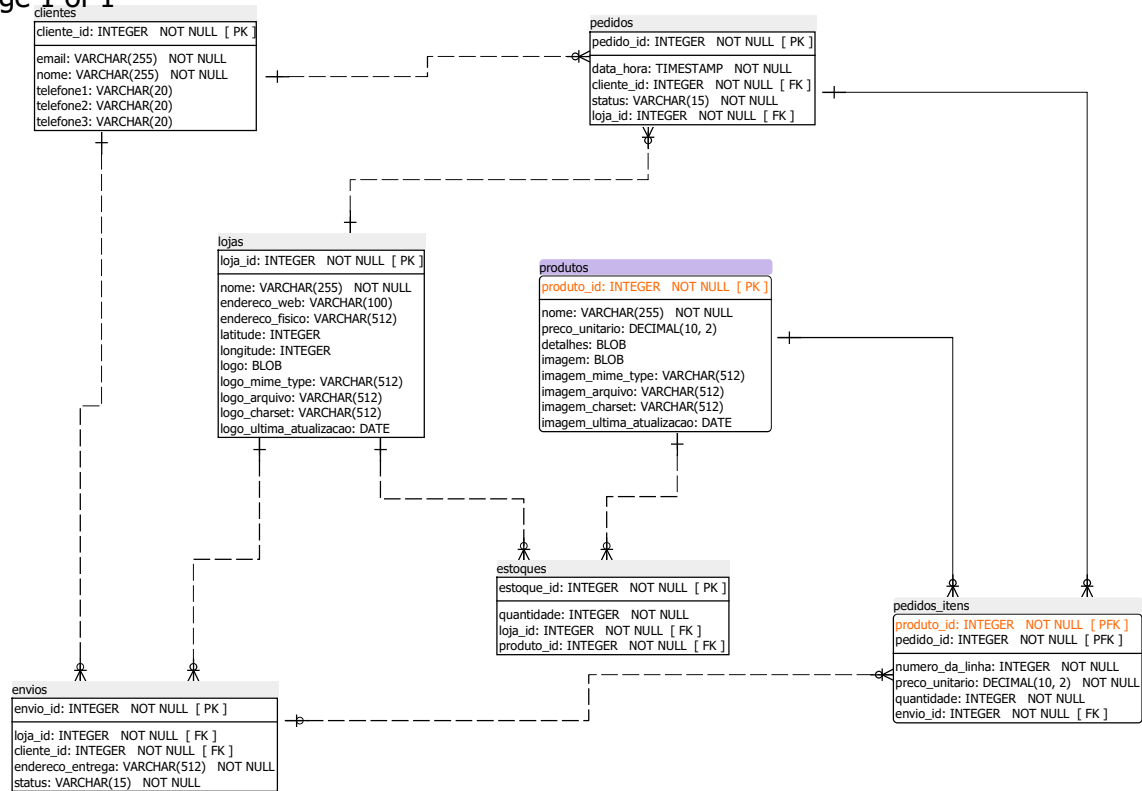 ge 1 of 1
clientes
cliente_id: INTEGER NOT NULL [ PK ]
email: VARCHAR(255) NOT NULL
nome: VARCHAR(255) NOT NULL
telefone1: VARCHAR(20)
telefone2: VARCHAR(20)
telefone3: VARCHAR(20)
pedidos
pedido_id: INTEGER NOT NULL [ PK ]
data_hora: TIMESTAMP NOT NULL
cliente_id: INTEGER NOT NULL [ FK ]
status: VARCHAR(15) NOT NULL
loja_id: INTEGER NOT NULL [ FK ]
lojas
loja_id: INTEGER NOT NULL [ PK ]
nome: VARCHAR(255) NOT NULL
endereco_web: VARCHAR(100)
endereco_fisico: VARCHAR(512)
latitude: INTEGER
longitude: INTEGER
logo: BLOB
logo_mime_type: VARCHAR(512)
logo_arquivo: VARCHAR(512)
logo_charset: VARCHAR(512)
logo_ultima_atualizacao: DATE
produtos
produto_id: INTEGER NOT NULL [ PK ]
nome: VARCHAR(255) NOT NULL
preco_unitario: DECIMAL(10, 2)
detalhes: BLOB
imagem: BLOB
imagem_mime_type: VARCHAR(512)
imagem_arquivo: VARCHAR(512)
imagem_charset: VARCHAR(512)
imagem_ultima_atualizacao: DATE
estoques
estoque_id: INTEGER NOT NULL [ PK ]
quantidade: INTEGER NOT NULL
loja_id: INTEGER NOT NULL [ FK ]
produto_id: INTEGER NOT NULL [ FK ]
pedidos_itens
produto_id: INTEGER NOT NULL [ PFK ]
pedido_id: INTEGER NOT NULL [ PFK ]
numero_da_linha: INTEGER NOT NULL
preco_unitario: DECIMAL(10, 2) NOT NULL
quantidade: INTEGER NOT NULL
envio_id: INTEGER NOT NULL [ FK ]
envios
envio_id: INTEGER NOT NULL [ PK ]
loja_id: INTEGER NOT NULL [ FK ]
cliente_id: INTEGER NOT NULL [ FK ]
endereco_entrega: VARCHAR(512) NOT NULL
status: VARCHAR(15) NOT NULL